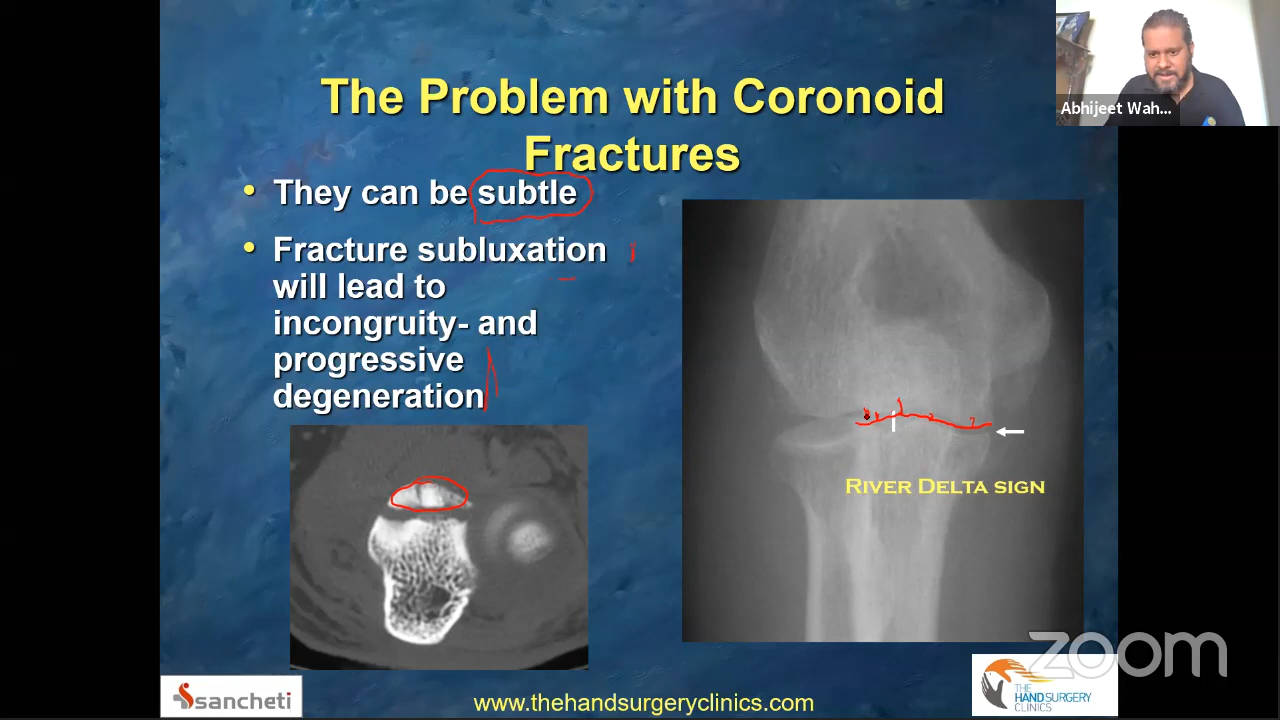 The Problem with Coronoid
Fractures
Abhijeet Wah...
• They can be subtle
• Fracture subluxation
will lead to
incongruity- and
progressive
degeneration
River Delta sign
sancheti
www.thehandsurgeryclinics.com
THE
HAND SURGERY
CLINICS
zoom